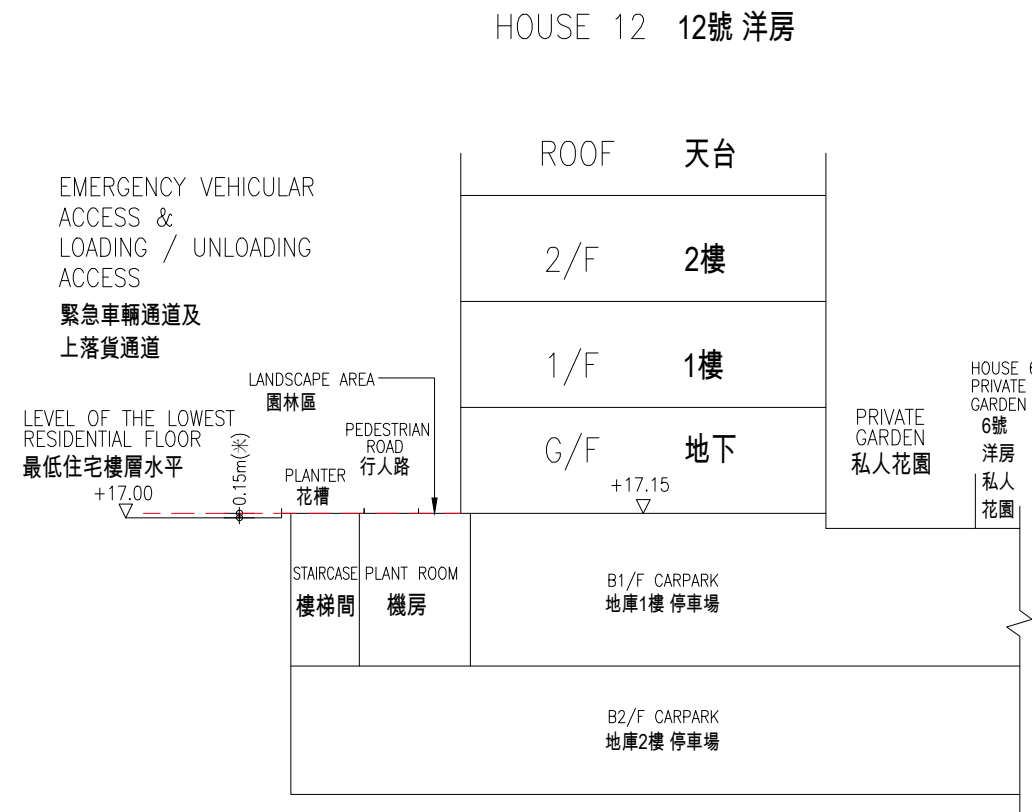 HOUSE 12 12號 洋房
ROOF 天台
EMERGENCY VEHICULAR
ACCESS &
LOADING / UNLOADING
ACCESS
緊急車輛通道及
上落貨通道
2/F 2樓
1/F 1樓
LANDSCAPE AREA
園林區
HOUSE 6
PRIVATE
GARDEN
6號
洋房
私人
花園
LEVEL OF THE LOWEST
RESIDENTIAL FLOOR
最低住宅樓層水平
+17.00
0.15m(米)
PEDESTRIAN
ROAD
行人路
PLANTER
花槽
G/F 地下
+17.15
PRIVATE
GARDEN
私人花園
STAIRCASE
樓梯間
PLANT ROOM
機房
B1/F CARPARK
地庫1樓 停車場
B2/F CARPARK
地庫2樓 停車場